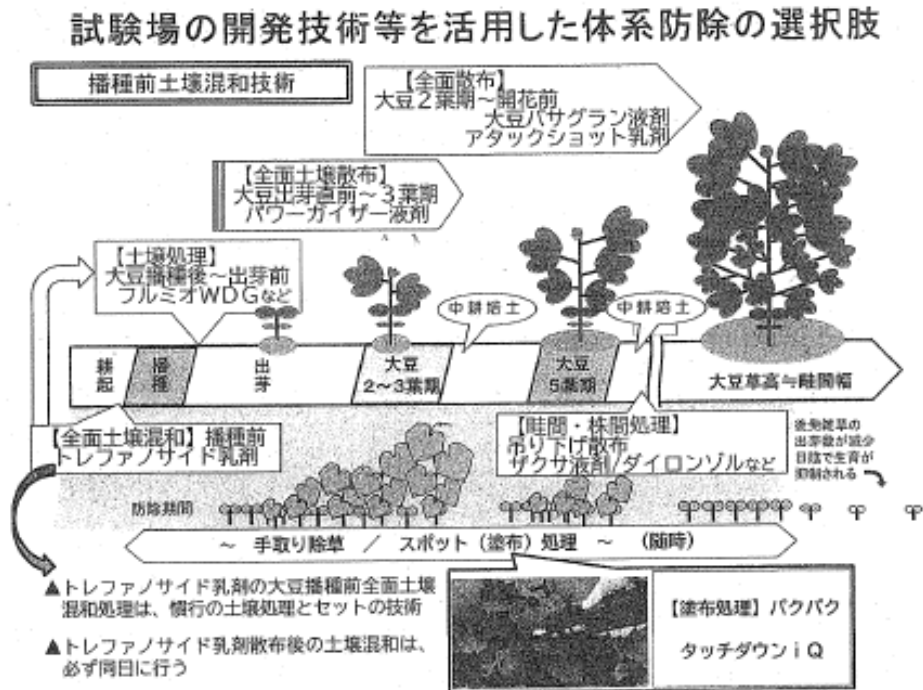 試験場の開発技術等を活用した体系防除の選択肢
播種前土壌混和技術
【全面散布】
大豆2葉期~開花前
大豆バサグラン液剤
アタックショット乳剤
【全面土壌散布】
大豆出芽直前~3葉期
パワーガイザー液剤
【土壌処理】
大豆播種後~出芽前
フルミオWDGなど
中耕培土
中耕培土
耕起
播種
出芽
大豆
2~3葉期
大豆
5葉期
大豆草高与畦間幅
【全面土壌混和】播種前
トレファノサイド乳剤
【畦間・株間処理】
吊り下げ散布
ザクサ液剤/ダイロンゾルなど
後発雑草の
出芽数が減少
日陰で生育が
抑制される
防除期間
~ 手取り除草 / スポット(塗布)処理 ~ (随時)
▲トレファノサイド乳剤の大豆播種前全面土壌
混和処理は、慣行の土壌処理とセットの技術
▲トレファノサイド乳剤散布後の土壌混和は、
必ず同日に行う
【塗布処理】パクパク
タッチダウンiQ